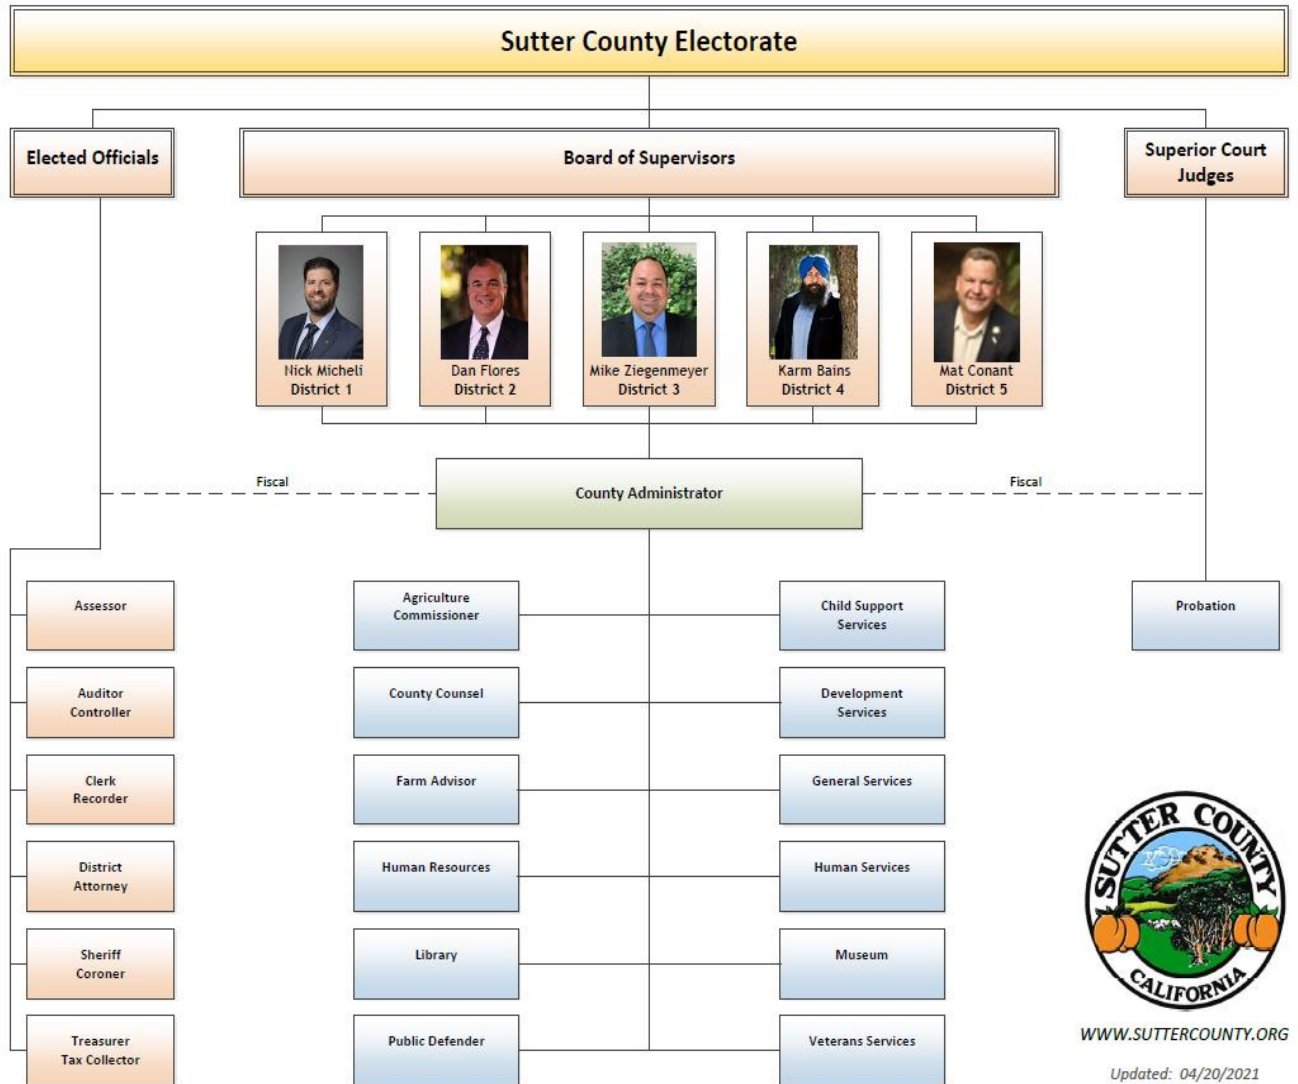 Sutter County Electorate
Elected Officials
Board of Supervisors
Superior Court
Judges
Nick Micheli
District 1
Dan Flores
District 2
Mike Ziegenmeyer
District 3
Karm Bains
District 4
Mat Conant
District 5
Fiscal
County Administrator
Fiscal
Assessor
Auditor
Controller
Clerk
Recorder
District
Attorney
Sheriff
Coroner
Treasurer
Tax Collector
Agriculture
Commissioner
County Counsel
Farm Advisor
Human Resources
Library
Public Defender
Child Support
Services
Development
Services
General Services
Human Services
Museum
Veterans Services
Probation
SUTTER COUNTY
CALIFORNIA
WWW.SUTTERCOUNTY.ORG
Updated: 04/20/2021